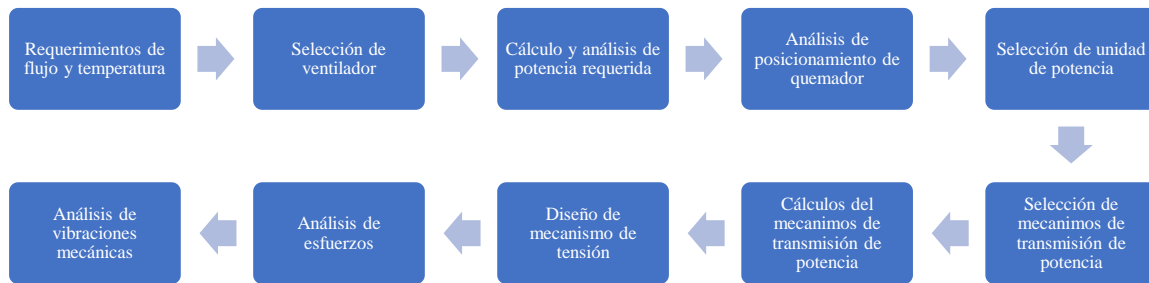 Requerimientos de
flujo y temperatura
Selección de
ventilador
Cálculo y análisis de
potencia requerida
Análisis de
posicionamiento de
quemador
Selección de unidad
de potencia
Selección de
mecanimos de
transmisión de
potencia
Cálculos del
mecanimos de
transmisión de
potencia
Diseño de
mecanismo de
tensión
Análisis de
esfuerzos
Análisis de
vibraciones
mecánicas